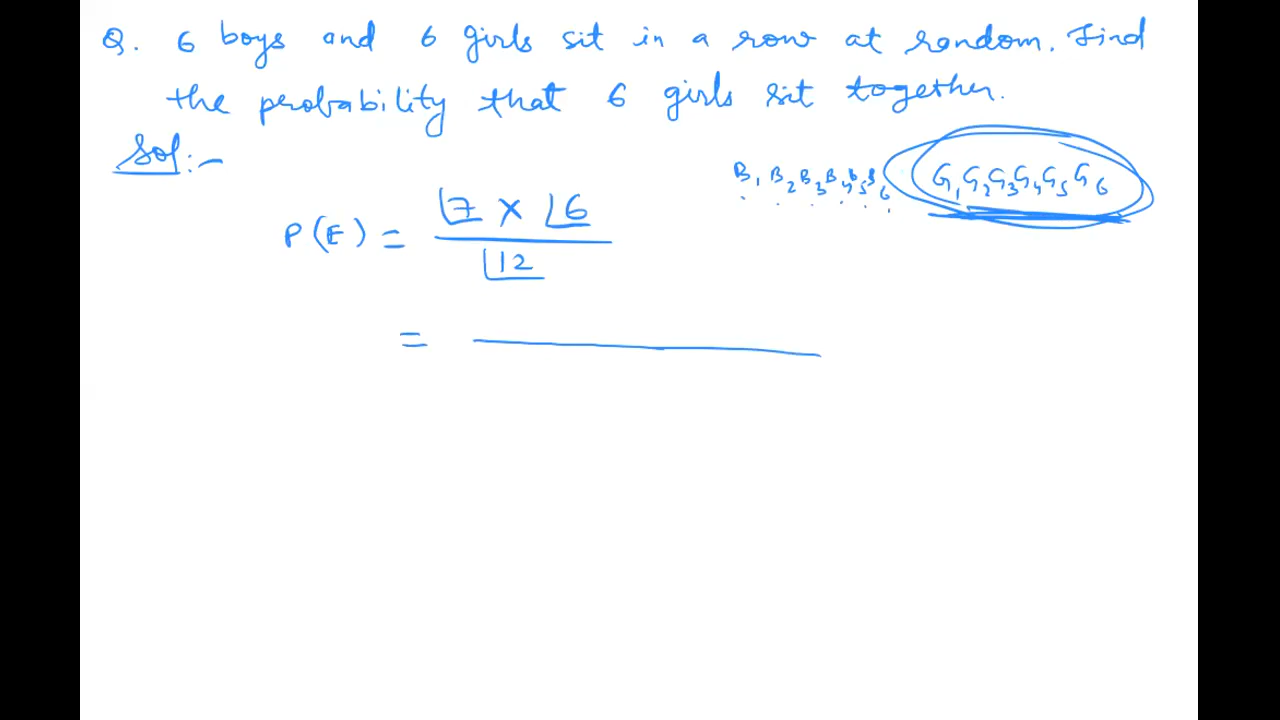 Q. 6 boys and 6 girls sit in a row at random. Find
the probability that 6 girls sit together.
Sol:-
B₁ B₂ B₃ B₄ B₅ B₆ G₁ G₂ G₃ G₄ G₅ G₆
P(E) = |7 × |6
|12
=